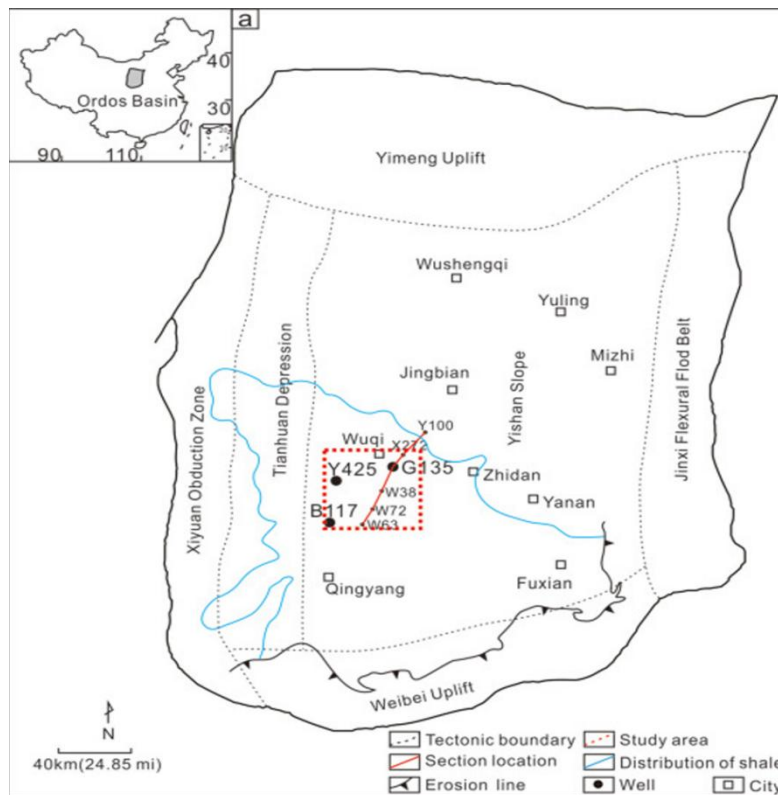 a
40
30
Ordos Basin
90
110
Yimeng Uplift
Wushengqi
Yuling
Mizhi
Jingbian
Xiyuan Obduction Zone
Tianhuan Depression
Yishan Slope
Jinxi Flexural Flod Belt
Y100
Wuqi
X272
Y425
G135
Zhidan
W38
Yanan
B117
W72
W63
Qingyang
Fuxian
Weibei Uplift
N
40km(24.85 mi)
Tectonic boundary
Study area
Section location
Distribution of shale
Erosion line
Well
City